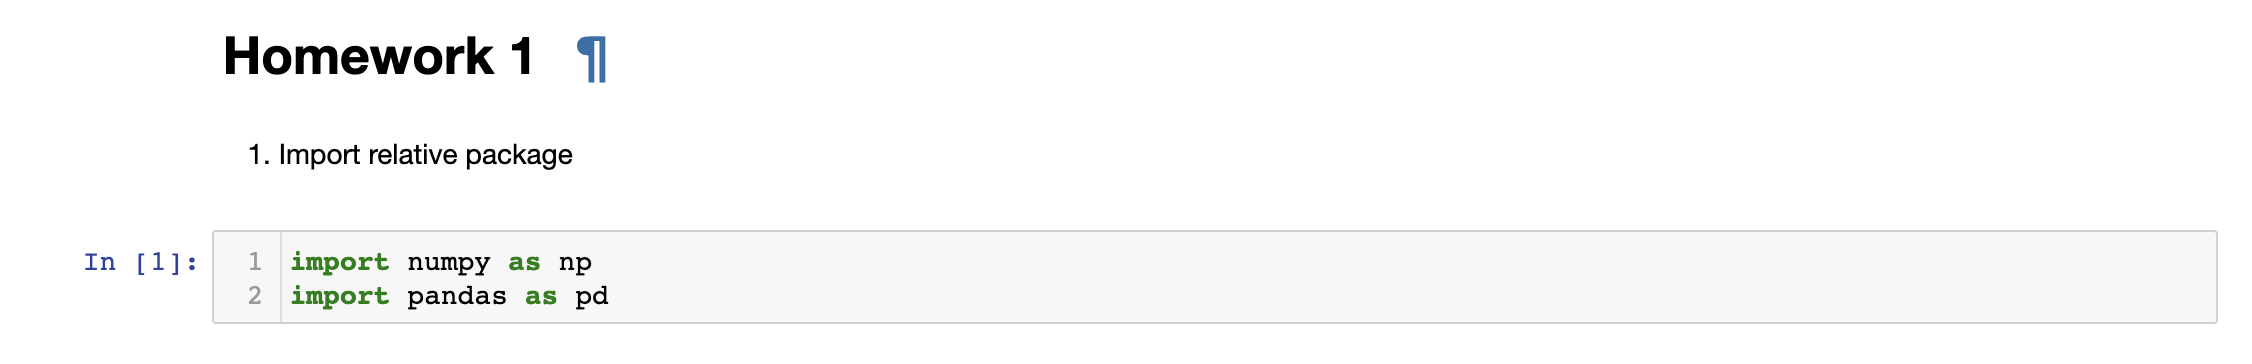 Homework 1 ¶
1. Import relative package
In [1]:
1 import numpy as np
2 import pandas as pd